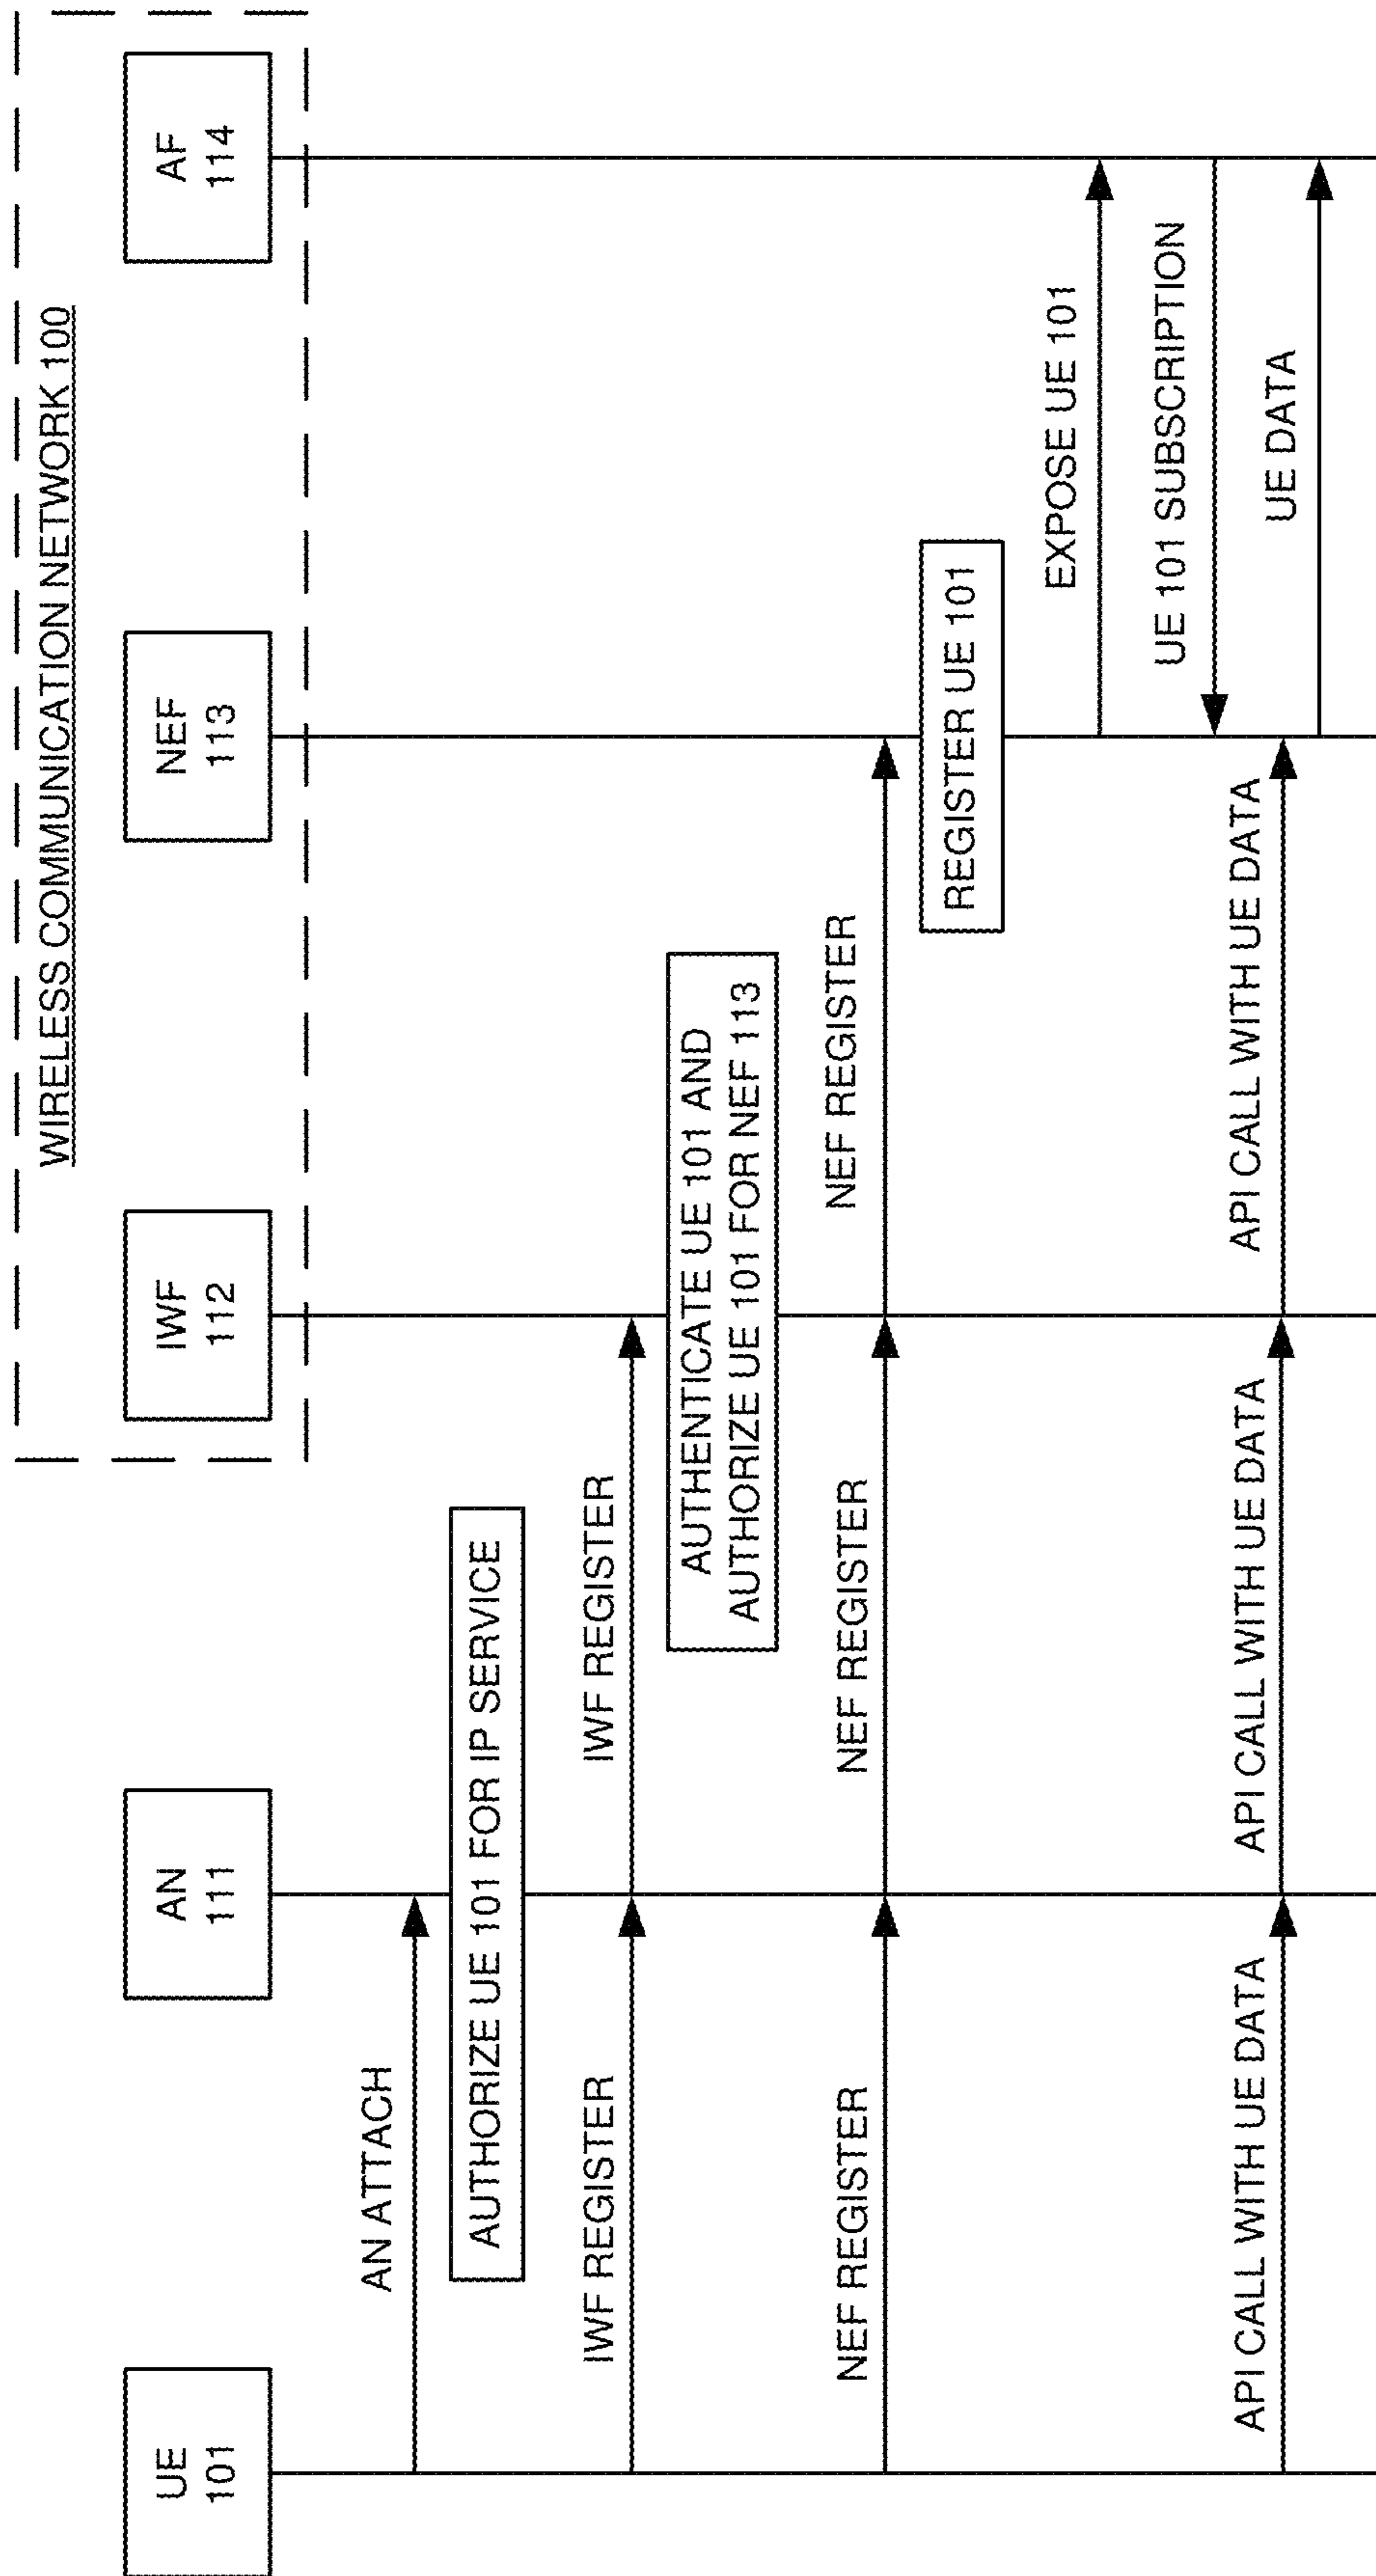 WIRELESS COMMUNICATION NETWORK 100
UE
101
AN
111
IWF
112
NEF
113
AF
114
AN ATTACH
AUTHORIZE UE 101 FOR IP SERVICE
IWF REGISTER
IWF REGISTER
AUTHENTICATE UE 101 AND
AUTHORIZE UE 101 FOR NEF 113
NEF REGISTER
NEF REGISTER
NEF REGISTER
REGISTER UE 101
EXPOSE UE 101
UE 101 SUBSCRIPTION
API CALL WITH UE DATA
API CALL WITH UE DATA
API CALL WITH UE DATA
UE DATA